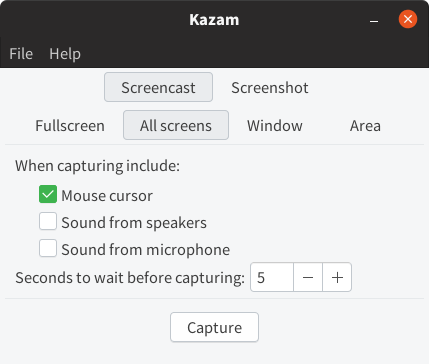 Kazam
File Help
Screencast Screenshot
Fullscreen All screens Window Area
When capturing include:
Mouse cursor
Sound from speakers
Sound from microphone
Seconds to wait before capturing: 5 − +
Capture